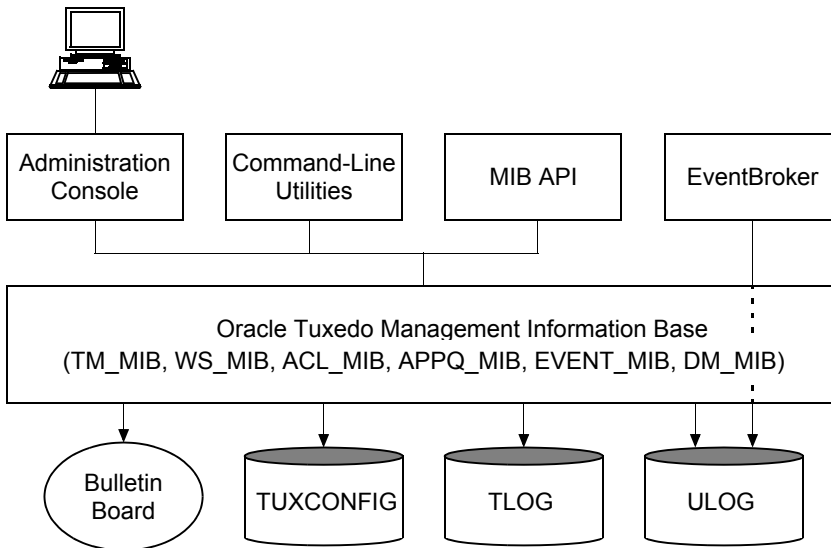 Administration
Console
Command-Line
Utilities
MIB API
EventBroker
Oracle Tuxedo Management Information Base
(TM_MIB, WS_MIB, ACL_MIB, APPQ_MIB, EVENT_MIB, DM_MIB)
Bulletin
Board
TUXCONFIG
TLOG
ULOG